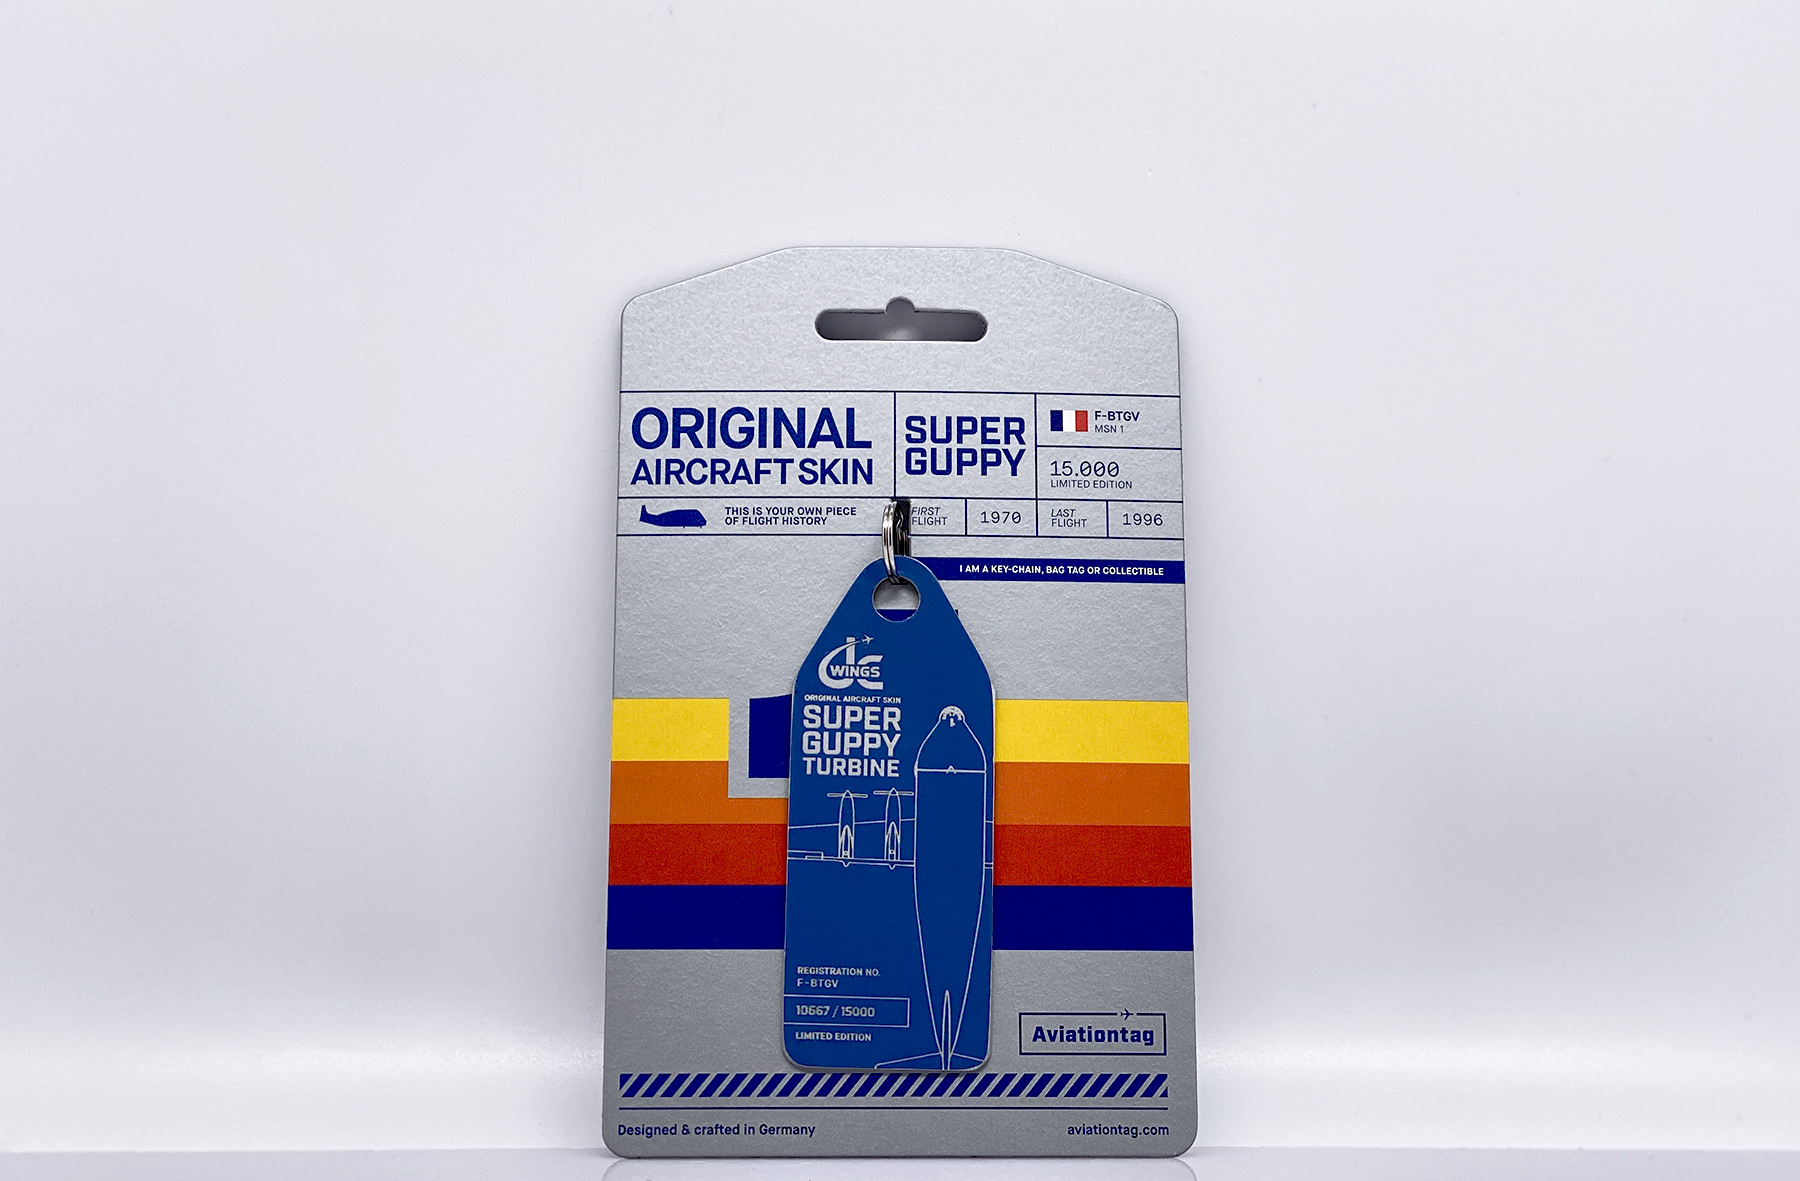 ORIGINAL
AIRCRAFT SKIN
SUPER
GUPPY
F-BTGV
MSN 1
15.000
LIMITED EDITION
THIS IS YOUR OWN PIECE
OF FLIGHT HISTORY
FIRST
FLIGHT
1970
LAST
FLIGHT
1996
I AM A KEY-CHAIN, BAG TAG OR COLLECTIBLE
JC
WINGS
ORIGINAL AIRCRAFT SKIN
SUPER
GUPPY
TURBINE
REGISTRATION NO.
F-BTGV
10667 / 15000
LIMITED EDITION
Aviationtag
Designed & crafted in Germany
aviationtag.com